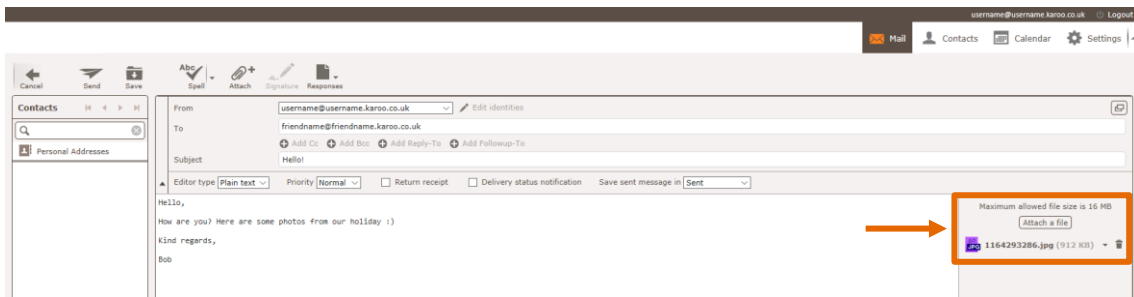 username@username.karoo.co.uk Logout
Mail Contacts Calendar Settings
Abc
Cancel Send Save Spell Attach Signature Responses
Contacts
Personal Addresses
From username@username.karoo.co.uk Edit identities
To friendname@friendname.karoo.co.uk
Add Cc Add Bcc Add Reply-To Add Followup-To
Subject Hello!
Editor type Plain text Priority Normal Return receipt Delivery status notification Save sent message in Sent
Hello,
How are you? Here are some photos from our holiday :)
Kind regards,
Bob
Maximum allowed file size is 16 MB
Attach a file
JPG 1164293286.jpg (912 KB)